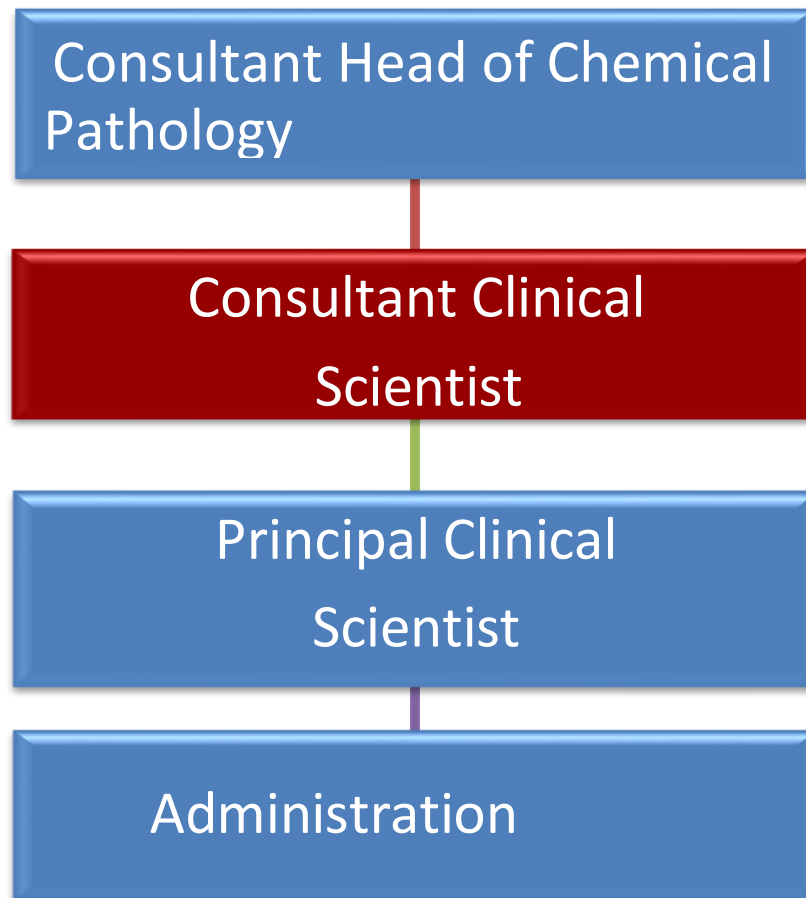 Consultant Head of Chemical
Pathology
Consultant Clinical
Scientist
Principal Clinical
Scientist
Administration